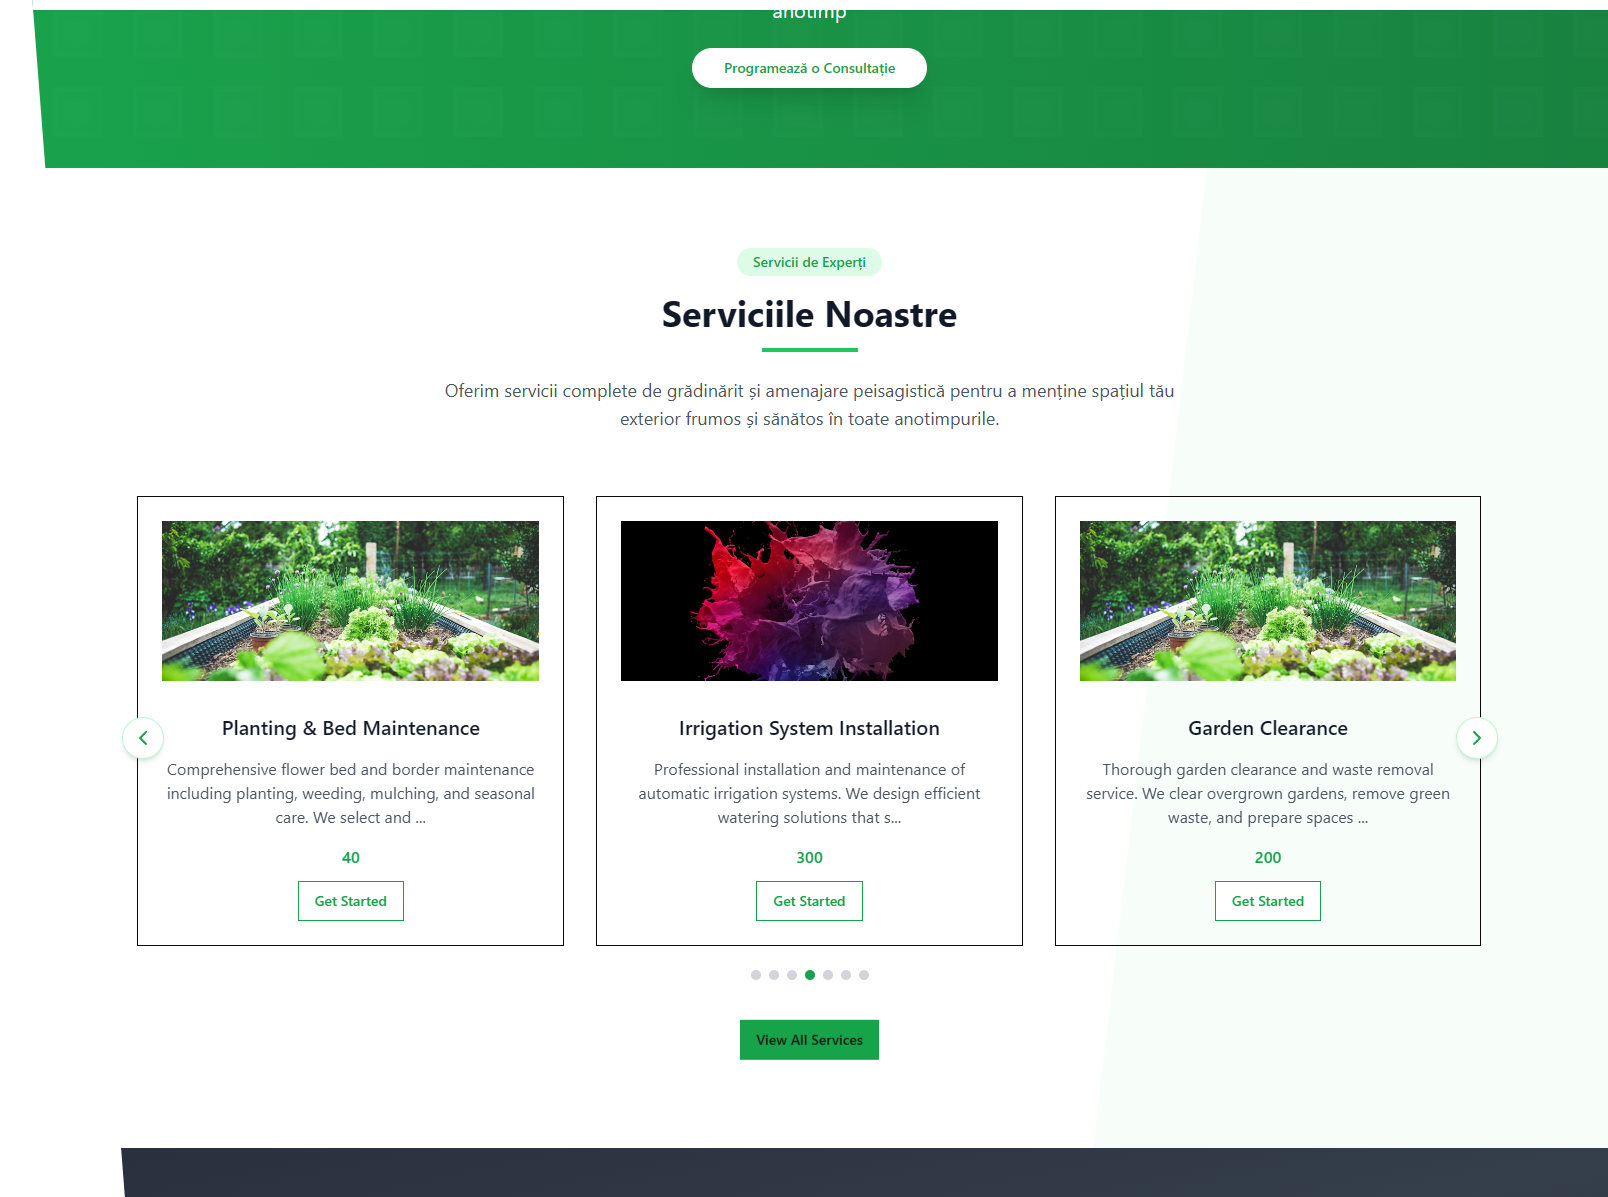 anotimp
Programează o Consultație
Servicii de Experți
Serviciile Noastre
Oferim servicii complete de grădinărit și amenajare peisagistică pentru a menține spațiul tău
exterior frumos și sănătos în toate anotimpurile.
Planting & Bed Maintenance
Comprehensive flower bed and border maintenance
including planting, weeding, mulching, and seasonal
care. We select and ...
40
Get Started
Irrigation System Installation
Professional installation and maintenance of
automatic irrigation systems. We design efficient
watering solutions that s...
300
Get Started
Garden Clearance
Thorough garden clearance and waste removal
service. We clear overgrown gardens, remove green
waste, and prepare spaces ...
200
Get Started
View All Services